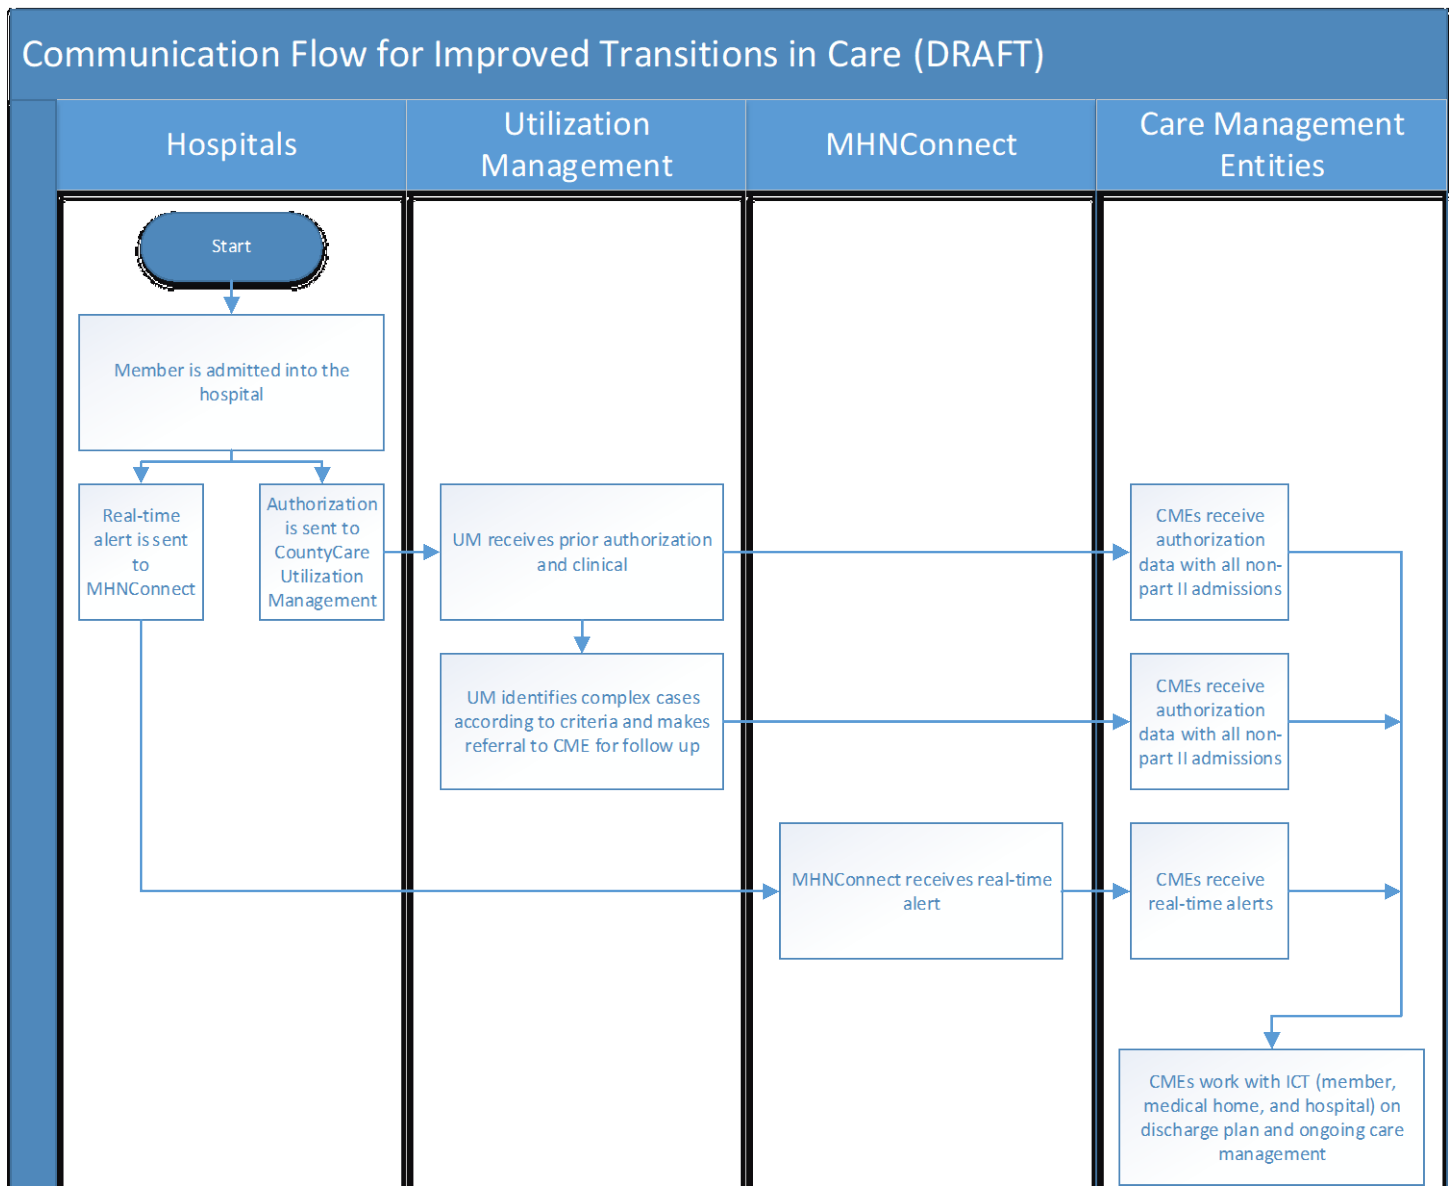 Communication Flow for Improved Transitions in Care (DRAFT)
Hospitals
Utilization
Management
MHNConnect
Care Management
Entities
Start
Member is admitted into the
hospital
Real-time
alert is sent
to
MHNConnect
Authorization
is sent to
CountyCare
Utilization
Management
UM receives prior authorization
and clinical
CMEs receive
authorization
data with all non-
part II admissions
UM identifies complex cases
according to criteria and makes
referral to CME for follow up
CMEs receive
authorization
data with all non-
part II admissions
MHNConnect receives real-time
alert
CMEs receive
real-time alerts
CMEs work with ICT (member,
medical home, and hospital) on
discharge plan and ongoing care
management